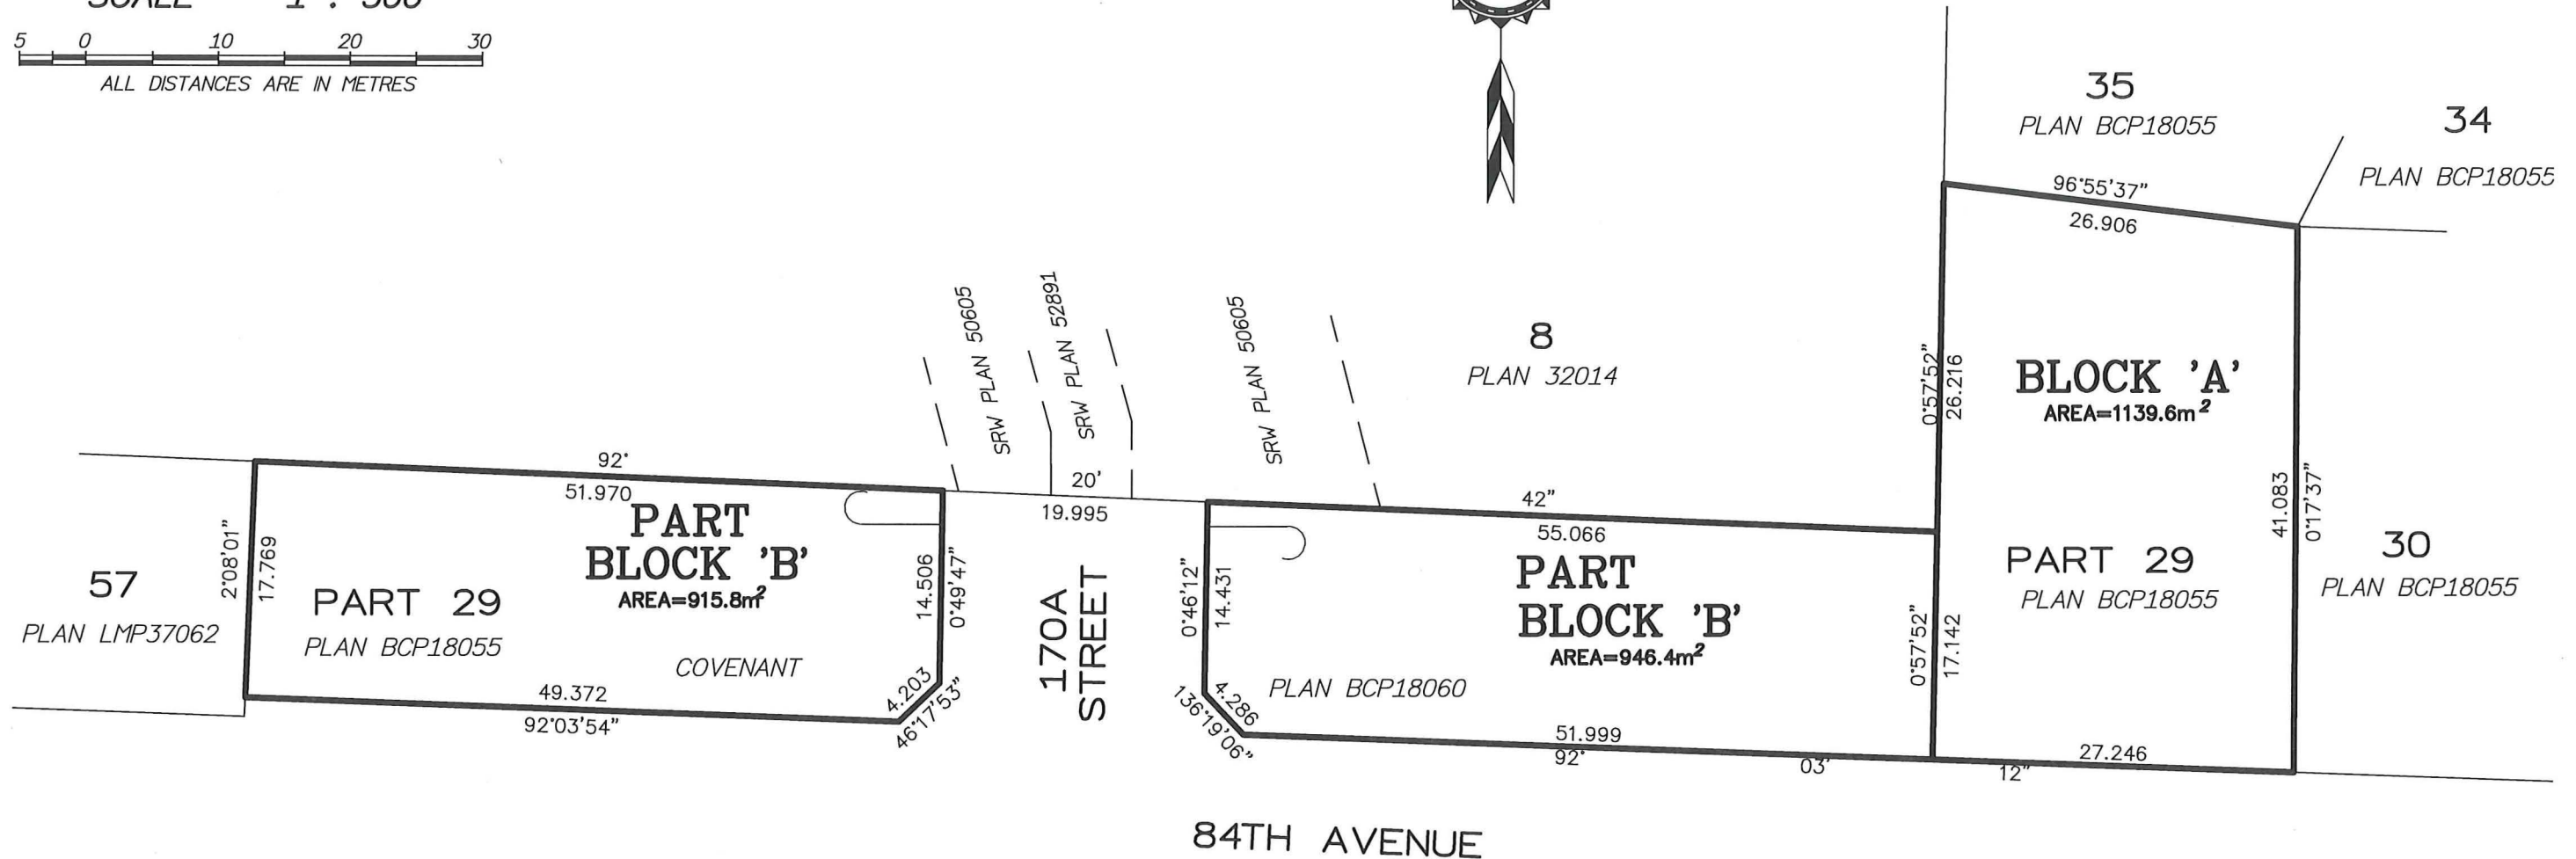 SCALE 1 : 500
5 0 10 20 30
ALL DISTANCES ARE IN METRES
35
PLAN BCP18055
34
PLAN BCP18055
96°55'37"
26.906
SRW PLAN 50605
SRW PLAN 52891
SRW PLAN 50605
8
PLAN 32014
0°57'52"
26.216
BLOCK 'A'
AREA=1139.6m²
41.083
0°17'37"
92°
51.970
20'
19.995
42"
55.066
57
PLAN LMP37062
2°08'01"
17.769
PART 29
PLAN BCP18055
PART
BLOCK 'B'
AREA=915.8m²
COVENANT
14.506
0°49'47"
49.372
92°03'54"
4.203
46°17'53"
170A
STREET
0°46'12"
14.431
4.286
136°19'06"
PLAN BCP18060
PART
BLOCK 'B'
AREA=946.4m²
0°57'52"
17.142
PART 29
PLAN BCP18055
30
PLAN BCP18055
51.999
92° 03' 12"
27.246
84TH AVENUE